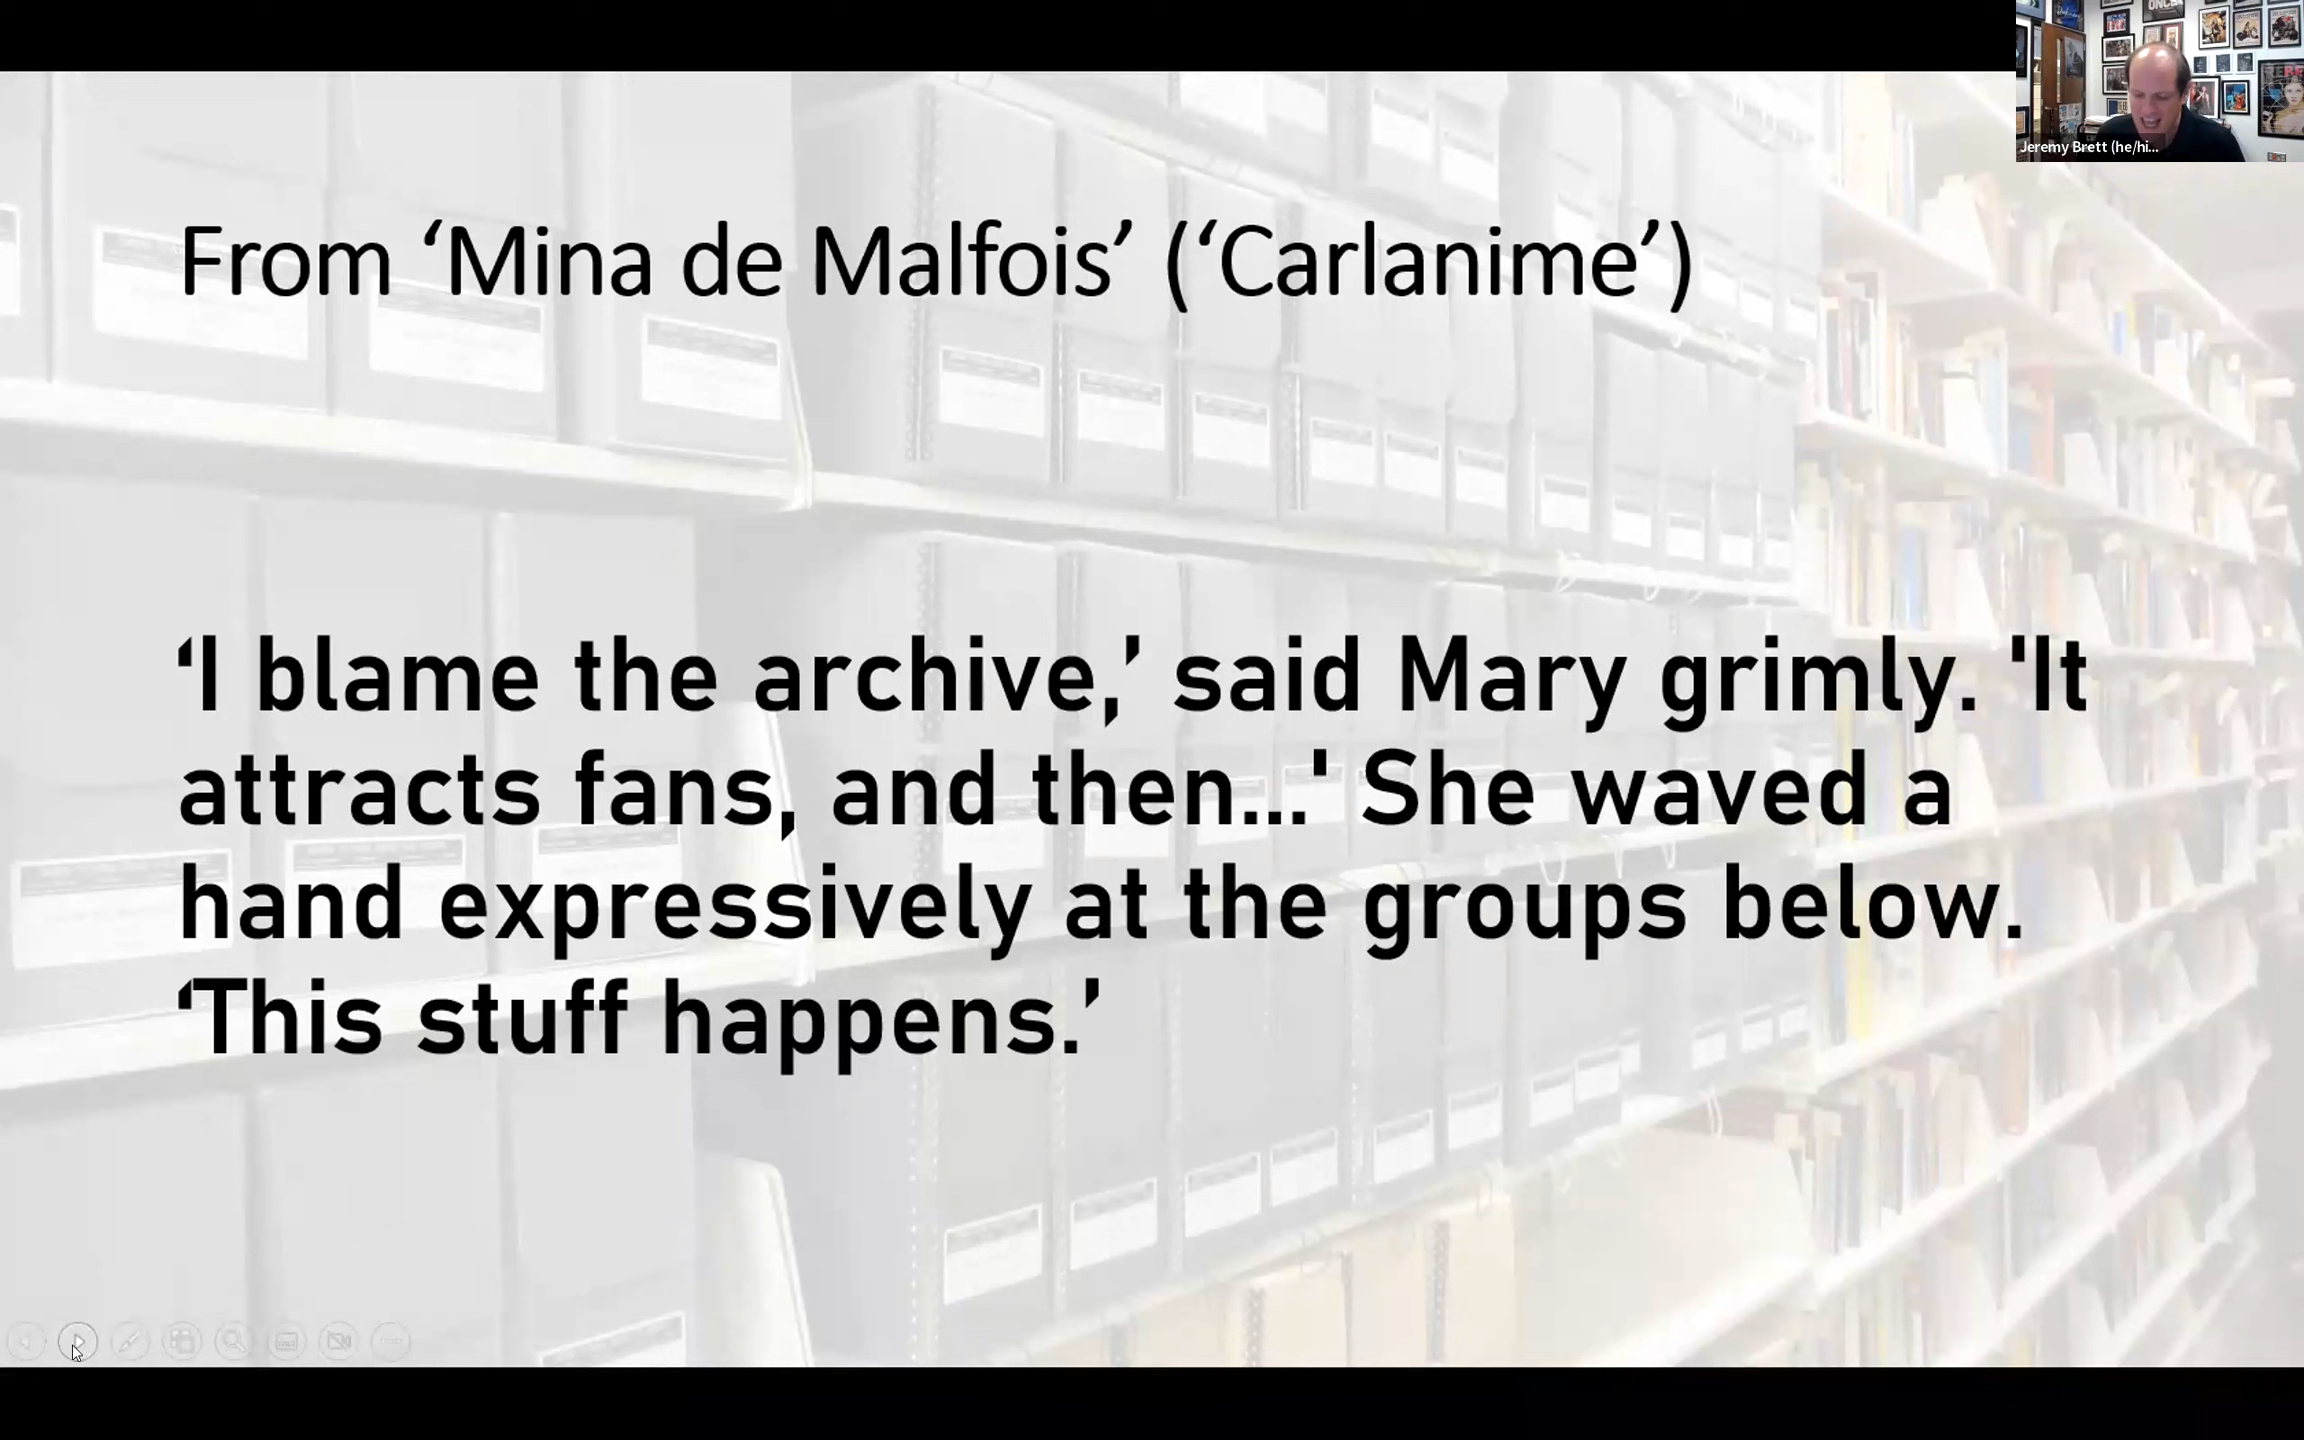 Jeremy Brett (he/hi...
From ‘Mina de Malfois’ (‘Carlanime’)
‘I blame the archive,’ said Mary grimly. 'It
attracts fans, and then...' She waved a
hand expressively at the groups below.
‘This stuff happens.’